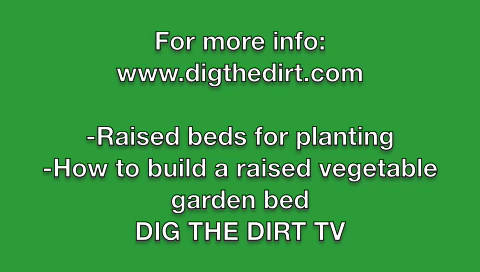 For more info:
www.digthedirt.com
-Raised beds for planting
-How to build a raised vegetable
garden bed
DIG THE DIRT TV